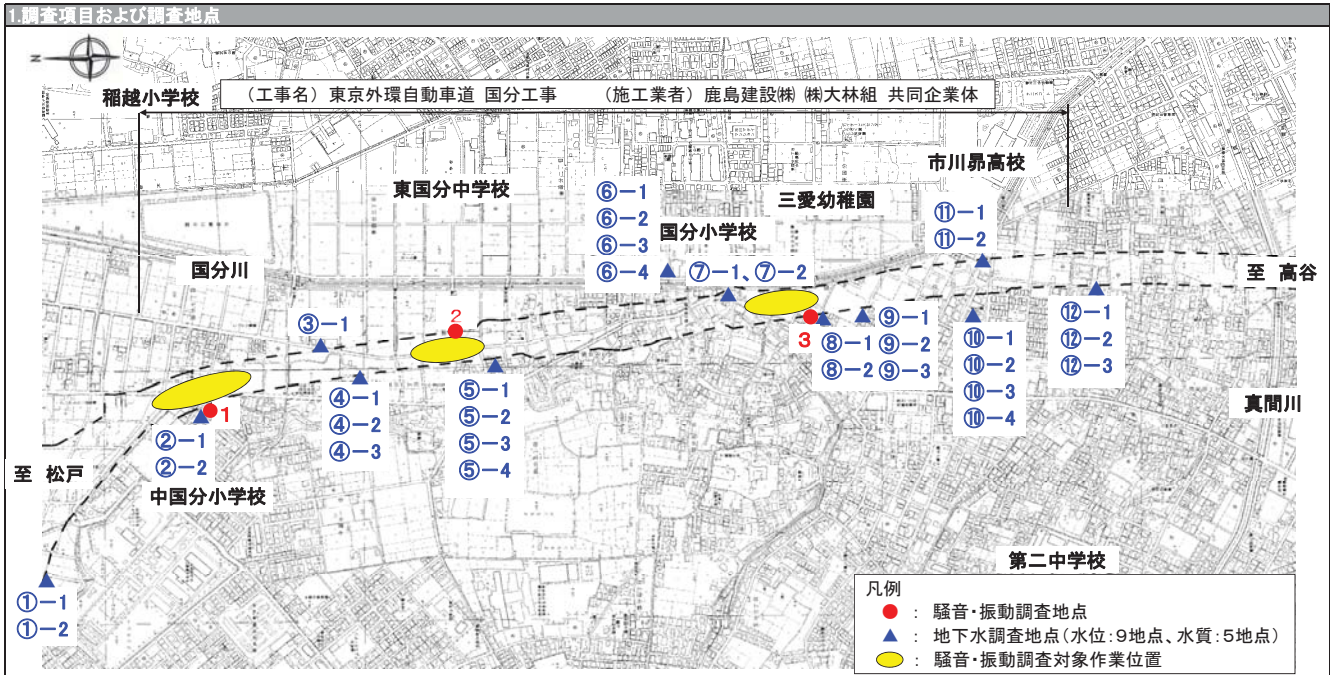 1.調査項目および調査地点
N
稲越小学校
(工事名) 東京外環自動車道 国分工事 (施工業者) 鹿島建設㈱ ㈱大林組 共同企業体
市川昴高校
東国分中学校
⑥-1
⑥-2
⑥-3
⑥-4
三愛幼稚園
国分小学校
⑪-1
⑪-2
国分川
⑦-1、⑦-2
至 高谷
③-1
2
3
⑧-1
⑧-2
⑨-1
⑨-2
⑨-3
⑩-1
⑩-2
⑩-3
⑩-4
⑫-1
⑫-2
⑫-3
④-1
④-2
④-3
⑤-1
⑤-2
⑤-3
⑤-4
1
②-1
②-2
真間川
至 松戸
中国分小学校
①-1
①-2
第二中学校
凡例
: 騒音・振動調査地点
: 地下水調査地点(水位:9地点、水質:5地点)
: 騒音・振動調査対象作業位置